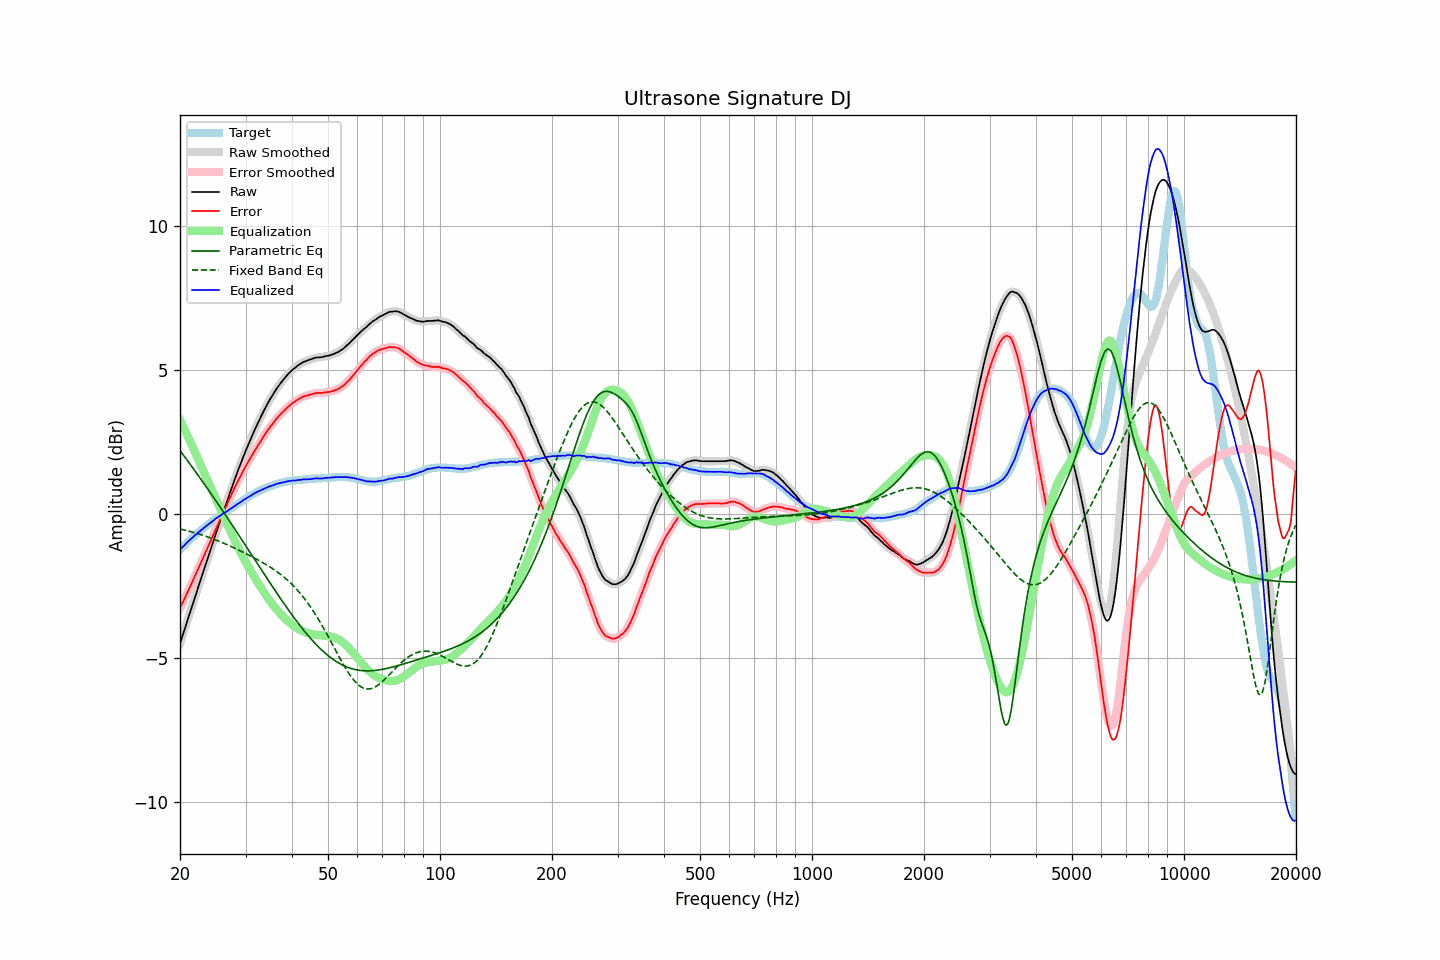 Ultrasone Signature DJ
Target
Raw Smoothed
Error Smoothed
Raw
Error
Equalization
Parametric Eq
Fixed Band Eq
Equalized
Amplitude (dBr)
10
5
0
−5
−10
20 50 100 200 500 1000 2000 5000 10000 20000
Frequency (Hz)